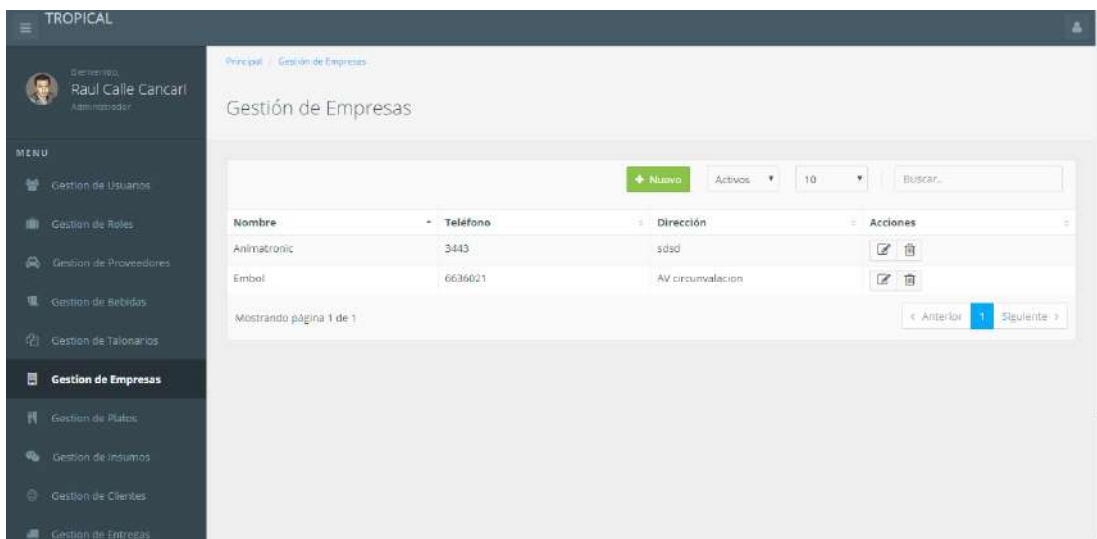 TROPICAL
Bienvenido,
Raul Calle Cancari
Administrador
MENU
Gestion de Usuarios
Gestion de Roles
Gestion de Proveedores
Gestion de Bebidas
Gestion de Talonarios
Gestion de Empresas
Gestion de Platos
Gestion de Insumos
Gestion de Clientes
Gestion de Entregas
Principal / Gestión de Empresas
Gestión de Empresas
+ Nuevo Activos 10 Buscar..
Nombre Teléfono Dirección Acciones
Animatronic 3443 sdsd
Embol 6636021 AV circunvalacion
Mostrando página 1 de 1
< Anterior 1 Siguiente >